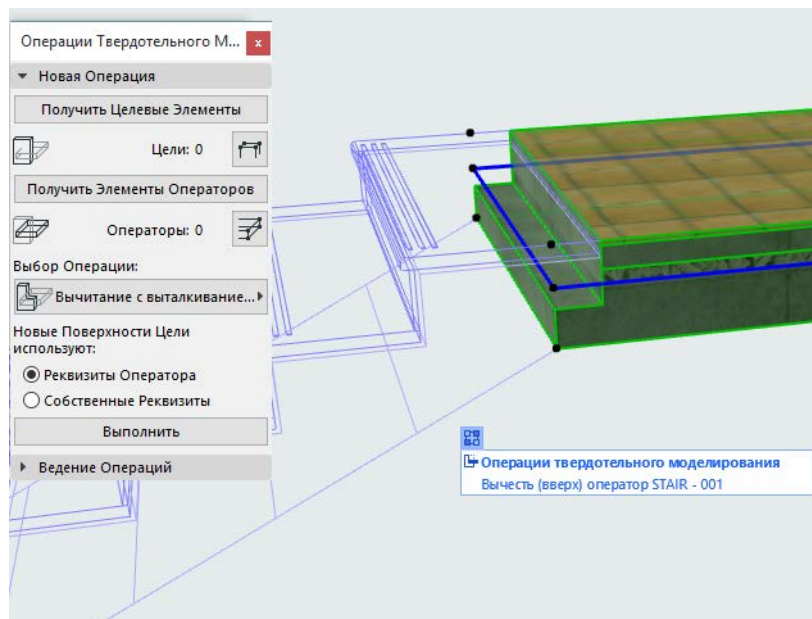 Операции Твердотельного М...
Новая Операция
Получить Целевые Элементы
Цели: 0
Получить Элементы Операторов
Операторы: 0
Выбор Операции:
Вычитание с выталкивание...
Новые Поверхности Цели
используют:
Реквизиты Оператора
Собственные Реквизиты
Выполнить
Ведение Операций
Операции твердотельного моделирования
Вычесть (вверх) оператор STAIR - 001